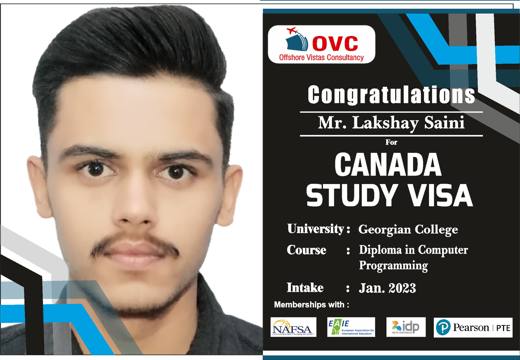 OVC
Offshore Vistas Consultancy
Congratulations
Mr. Lakshay Saini
For
CANADA
STUDY VISA
University : Georgian College
Course : Diploma in Computer
Programming
Intake : Jan. 2023
Memberships with :
NAFSA
EAIE
idp
Pearson | PTE